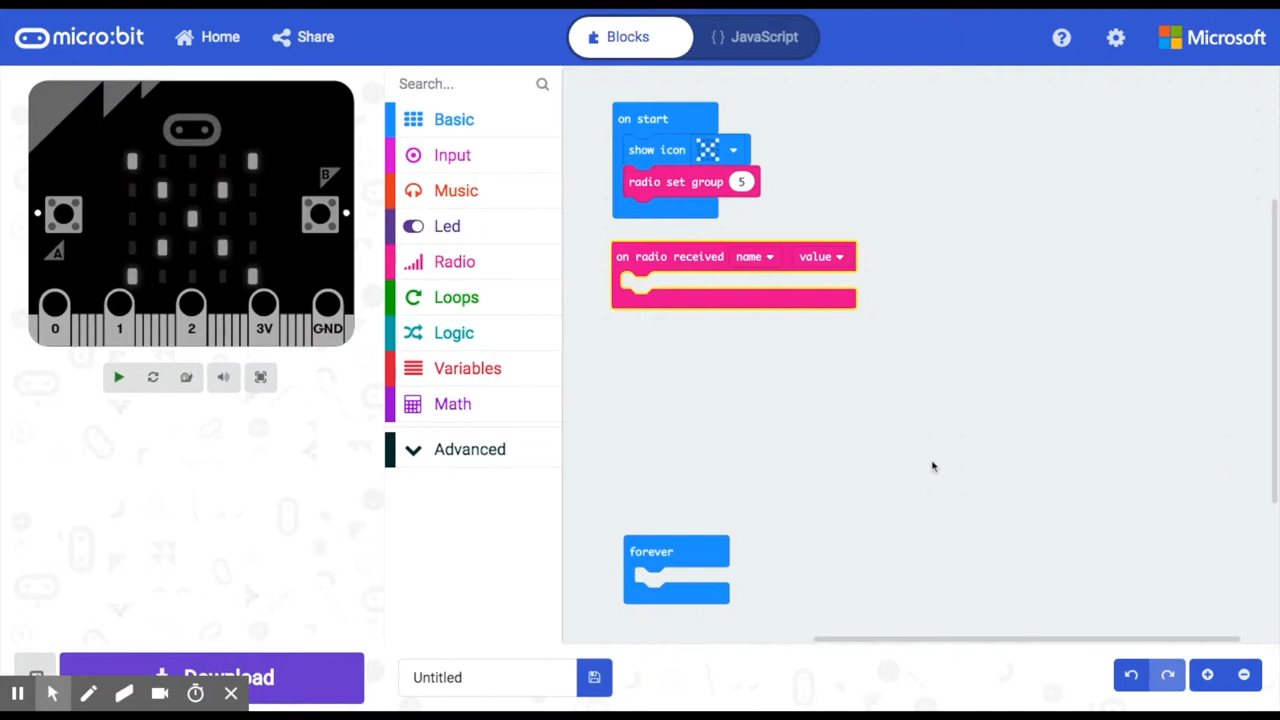 micro:bit
Home
Share
Blocks
{ } JavaScript
?
Microsoft
B
A
0 1 2 3V GND
Search...
Basic
Input
Music
Led
Radio
Loops
Logic
Variables
Math
Advanced
on start
show icon
radio set group 5
on radio received name value
forever
Download
Untitled